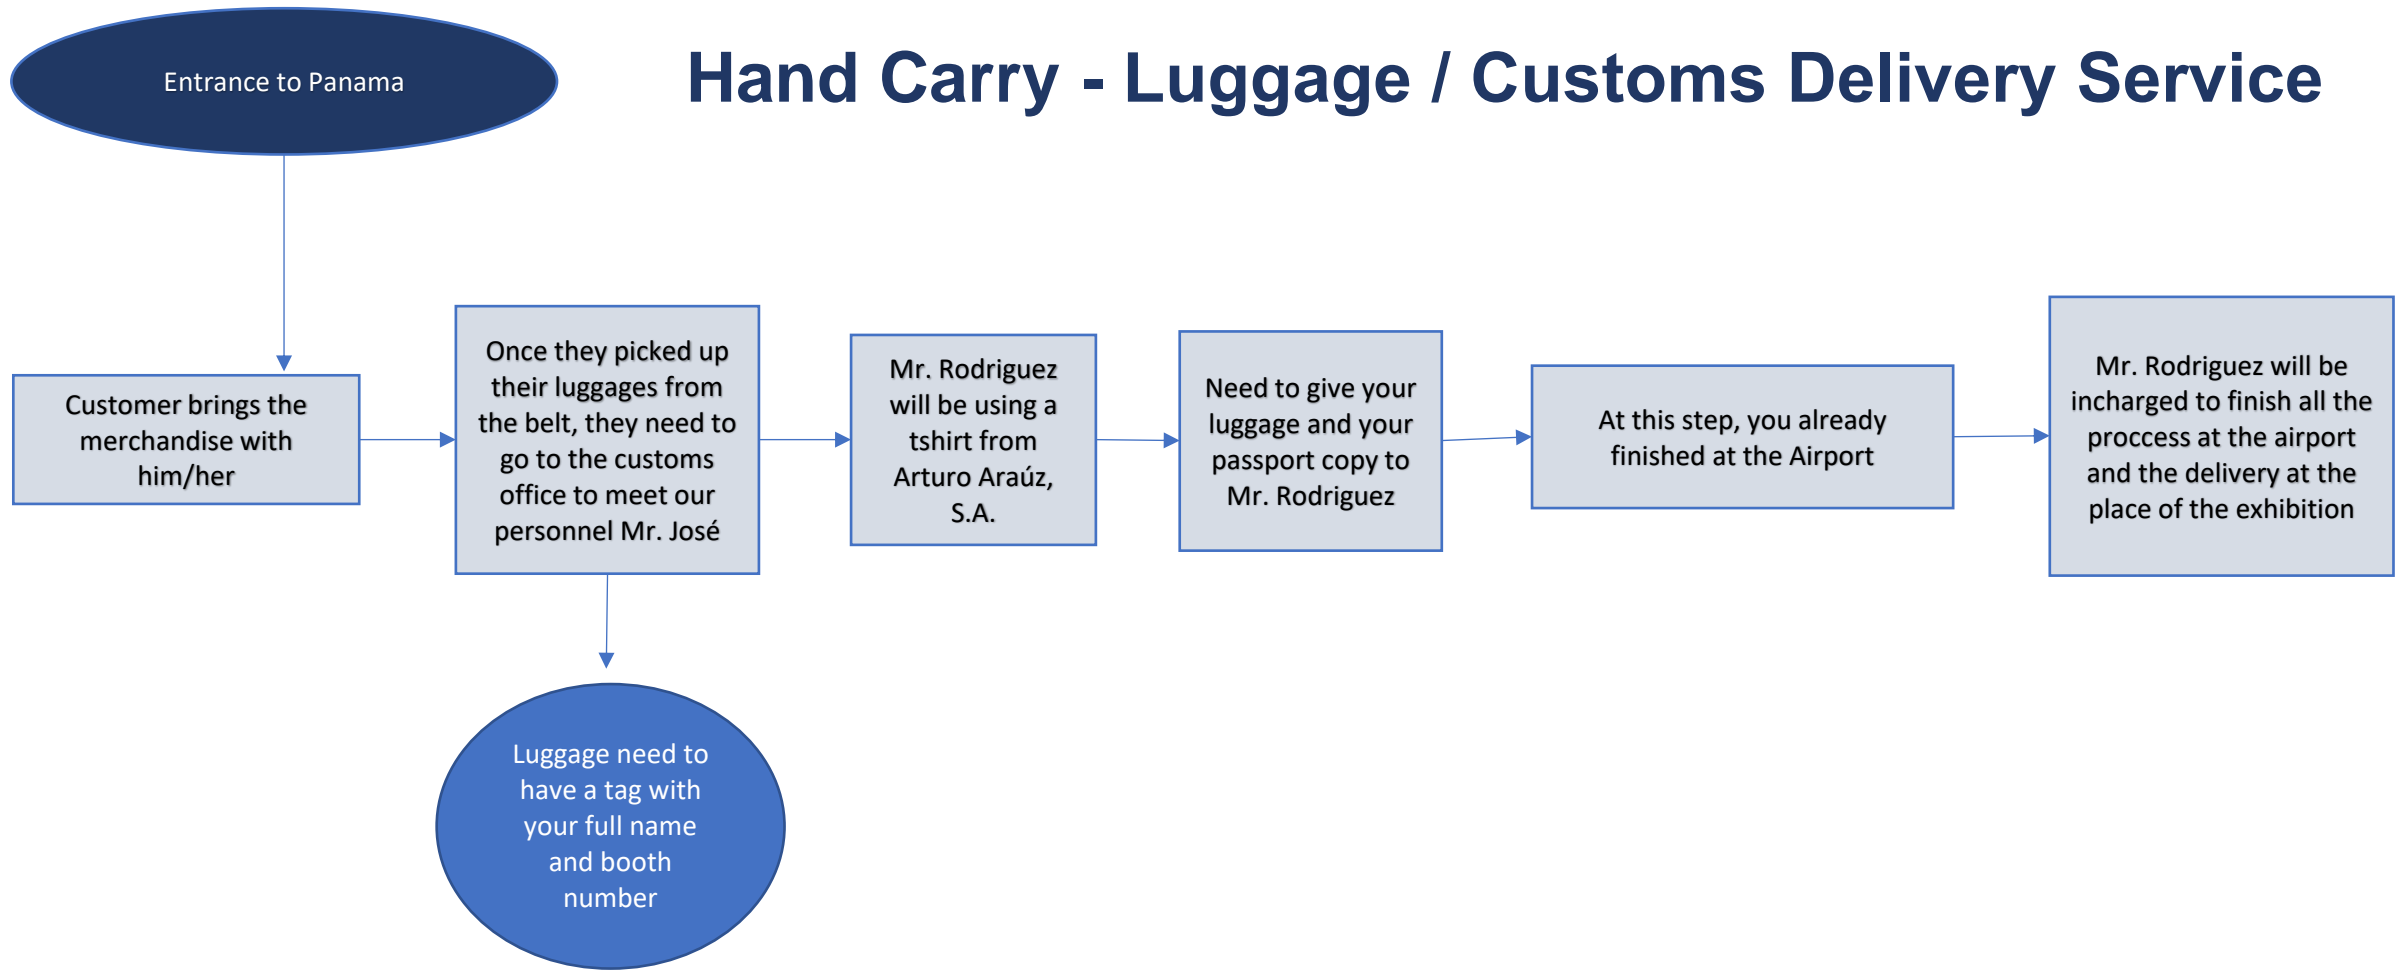 Entrance to Panama
Hand Carry - Luggage / Customs Delivery Service
Customer brings the
merchandise with
him/her
Once they picked up
their luggages from
the belt, they need to
go to the customs
office to meet our
personnel Mr. José
Mr. Rodriguez
will be using a
tshirt from
Arturo Araúz,
S.A.
Need to give your
luggage and your
passport copy to
Mr. Rodriguez
At this step, you already
finished at the Airport
Mr. Rodriguez will be
incharged to finish all the
proccess at the airport
and the delivery at the
place of the exhibition
Luggage need to
have a tag with
your full name
and booth
number